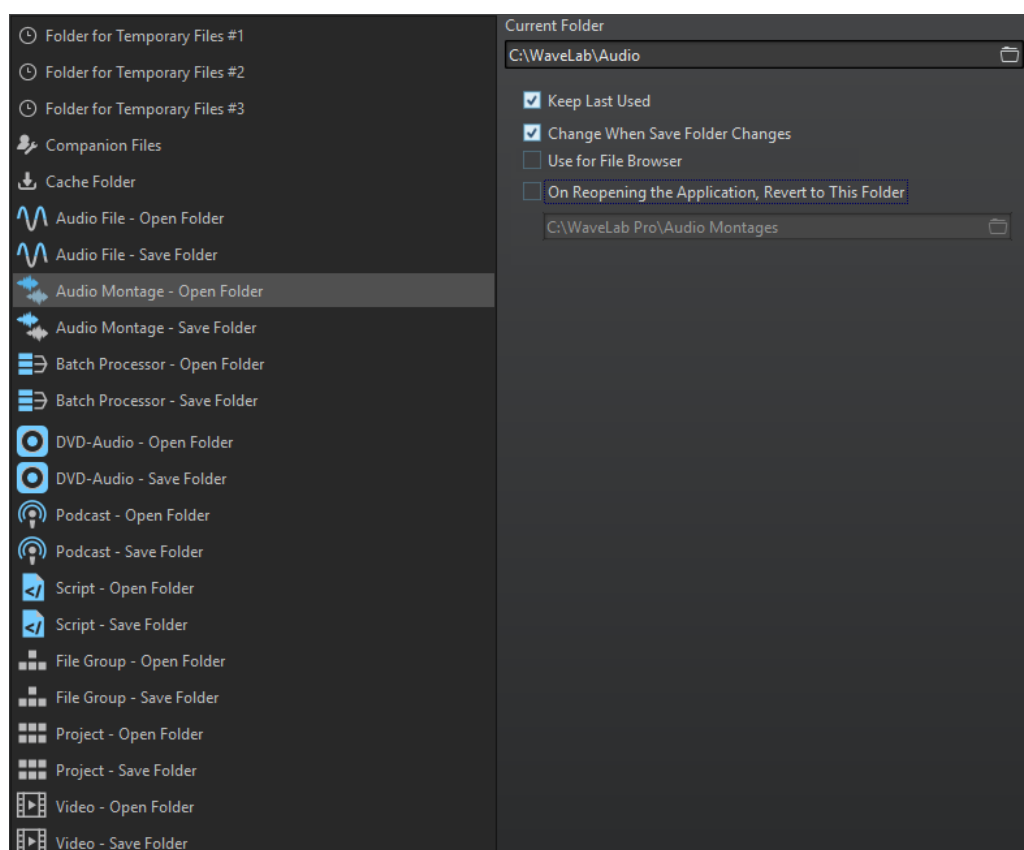 Folder for Temporary Files #1
Folder for Temporary Files #2
Folder for Temporary Files #3
Companion Files
Cache Folder
Audio File - Open Folder
Audio File - Save Folder
Audio Montage - Open Folder
Audio Montage - Save Folder
Batch Processor - Open Folder
Batch Processor - Save Folder
DVD-Audio - Open Folder
DVD-Audio - Save Folder
Podcast - Open Folder
Podcast - Save Folder
Script - Open Folder
Script - Save Folder
File Group - Open Folder
File Group - Save Folder
Project - Open Folder
Project - Save Folder
Video - Open Folder
Video - Save Folder
Current Folder
C:\WaveLab\Audio
Keep Last Used
Change When Save Folder Changes
Use for File Browser
On Reopening the Application, Revert to This Folder
C:\WaveLab Pro\Audio Montages